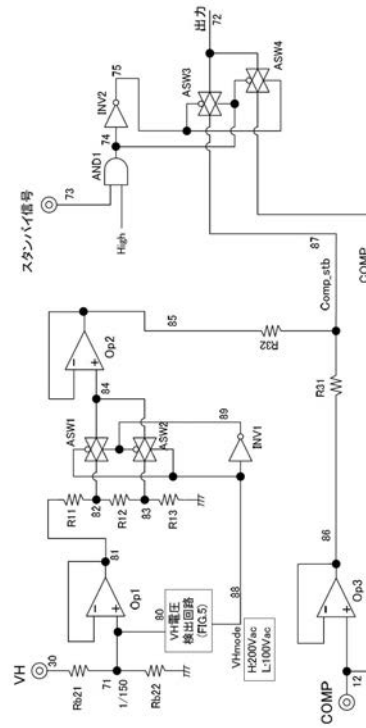 スタンバイ信号
73
High
AND1
74
INV2
75
ASW3
ASW4
出力
72
87
Comp_stb
COMP
Op2
84
85
R32
R31
ASW1
ASW2
89
INV1
R11
82
R12
83
R13
81
Op1
80
VH電圧
検出回路
(FIG.5)
88
VHmode
H:200Vac
L:100Vac
VH
30
Rb21
71
1/150
Rb22
86
Op3
12
COMP